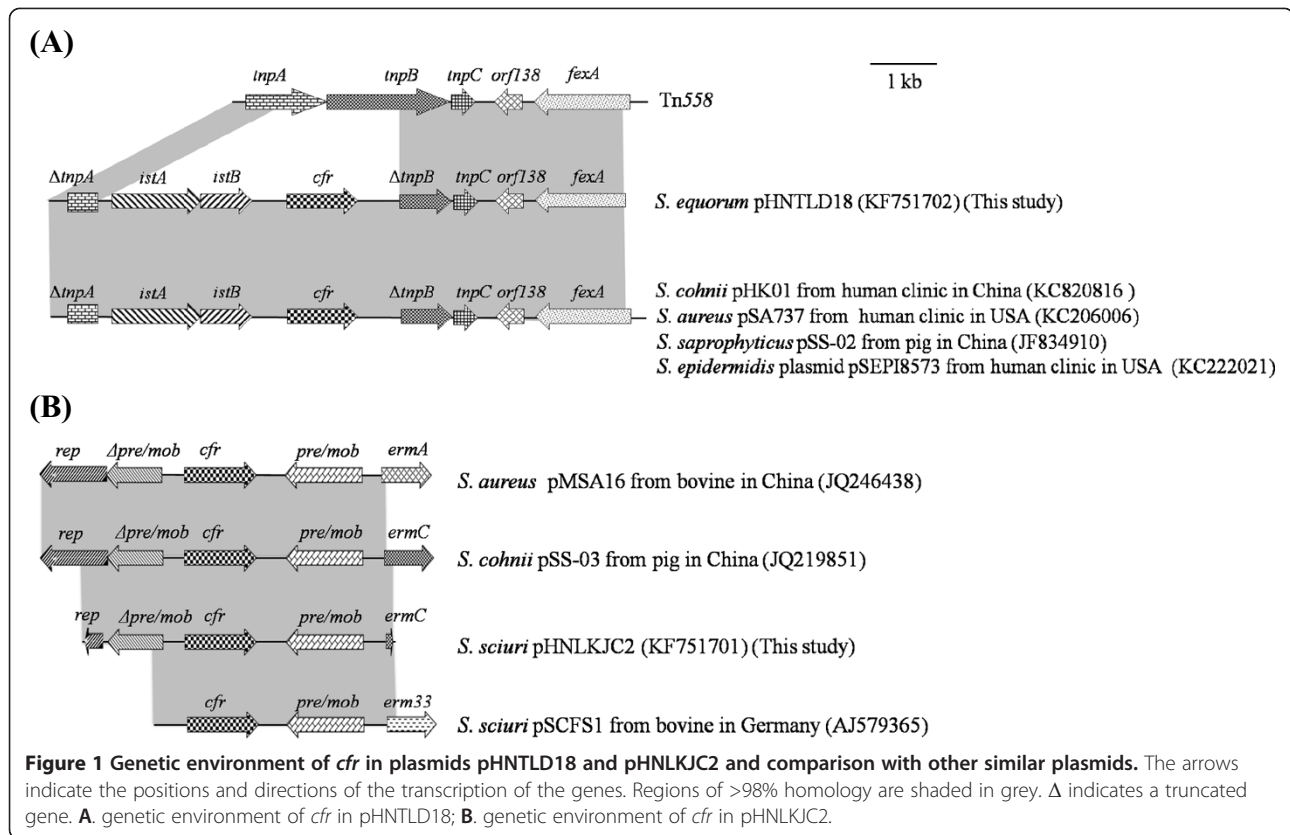 (A)
tnpA tnpB tnpC orf138 fexA
1 kb
Tn558
ΔtnpA istA istB cfr ΔtnpB tnpC orf138 fexA
S. equorum pHNTLD18 (KF751702) (This study)
ΔtnpA istA istB cfr ΔtnpB tnpC orf138 fexA
S. cohnii pHK01 from human clinic in China (KC820816 )
S. aureus pSA737 from human clinic in USA (KC206006)
S. saprophyticus pSS-02 from pig in China (JF834910)
S. epidermidis plasmid pSEPI8573 from human clinic in USA (KC222021)
(B)
rep Δpre/mob cfr pre/mob ermA
S. aureus pMSA16 from bovine in China (JQ246438)
rep Δpre/mob cfr pre/mob ermC
S. cohnii pSS-03 from pig in China (JQ219851)
rep Δpre/mob cfr pre/mob ermC
S. sciuri pHNLKJC2 (KF751701) (This study)
cfr pre/mob erm33
S. sciuri pSCFS1 from bovine in Germany (AJ579365)
Figure 1 Genetic environment of cfr in plasmids pHNTLD18 and pHNLKJC2 and comparison with other similar plasmids. The arrows
indicate the positions and directions of the transcription of the genes. Regions of >98% homology are shaded in grey. Δ indicates a truncated
gene. A. genetic environment of cfr in pHNTLD18; B. genetic environment of cfr in pHNLKJC2.